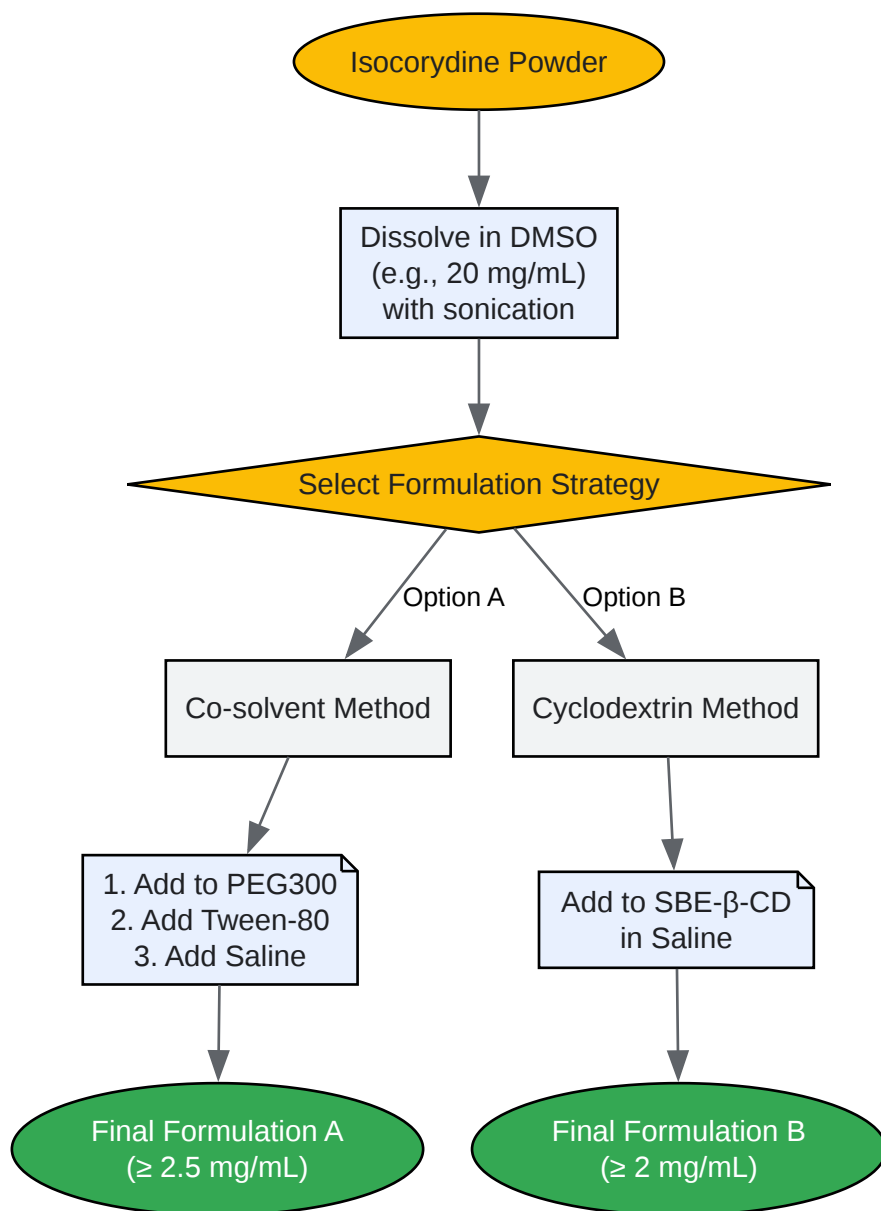 Isocorydine Powder
Dissolve in DMSO
(e.g., 20 mg/mL)
with sonication
Select Formulation Strategy
Option A
Option B
Co-solvent Method
Cyclodextrin Method
1. Add to PEG300
2. Add Tween-80
3. Add Saline
Add to SBE-β-CD
in Saline
Final Formulation A
(≥ 2.5 mg/mL)
Final Formulation B
(≥ 2 mg/mL)